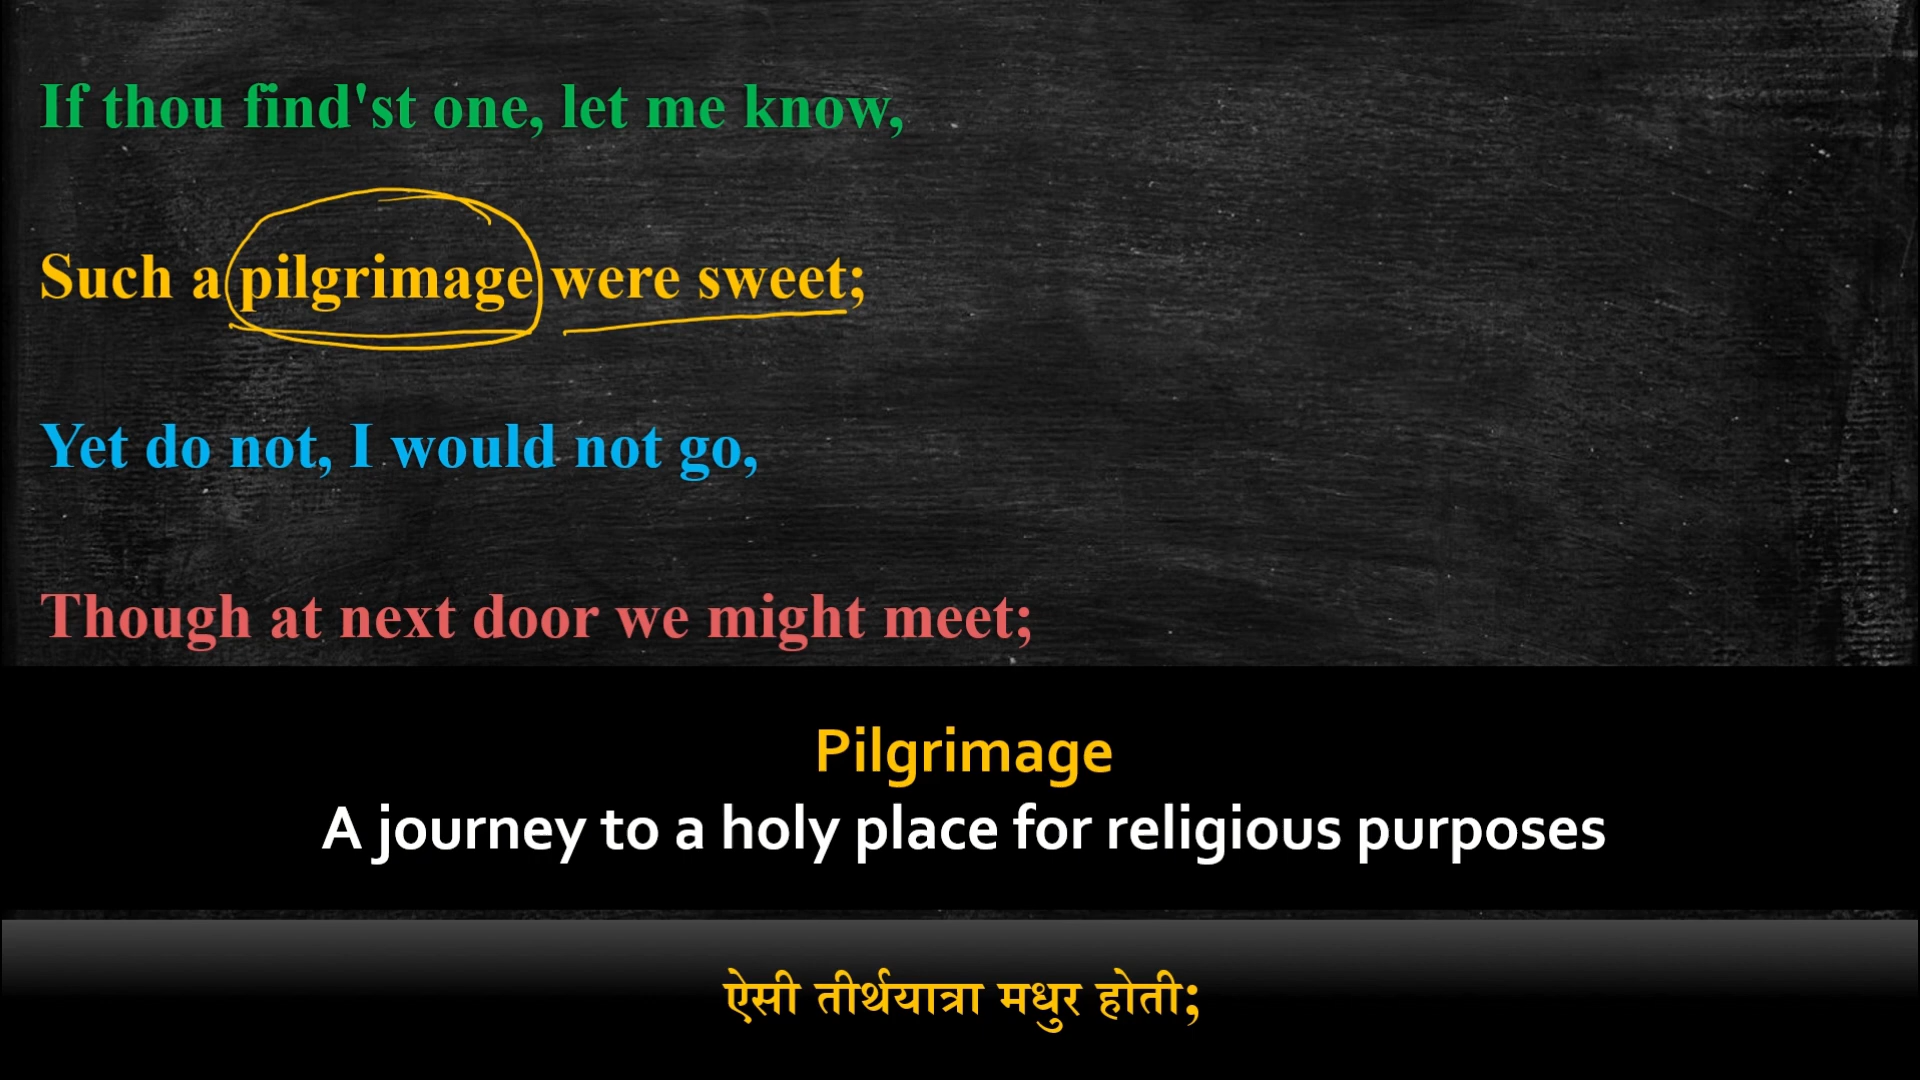 If thou find'st one, let me know,
Such a pilgrimage were sweet;
Yet do not, I would not go,
Though at next door we might meet;
Pilgrimage
A journey to a holy place for religious purposes
ऐसी तीर्थयात्रा मधुर होती;